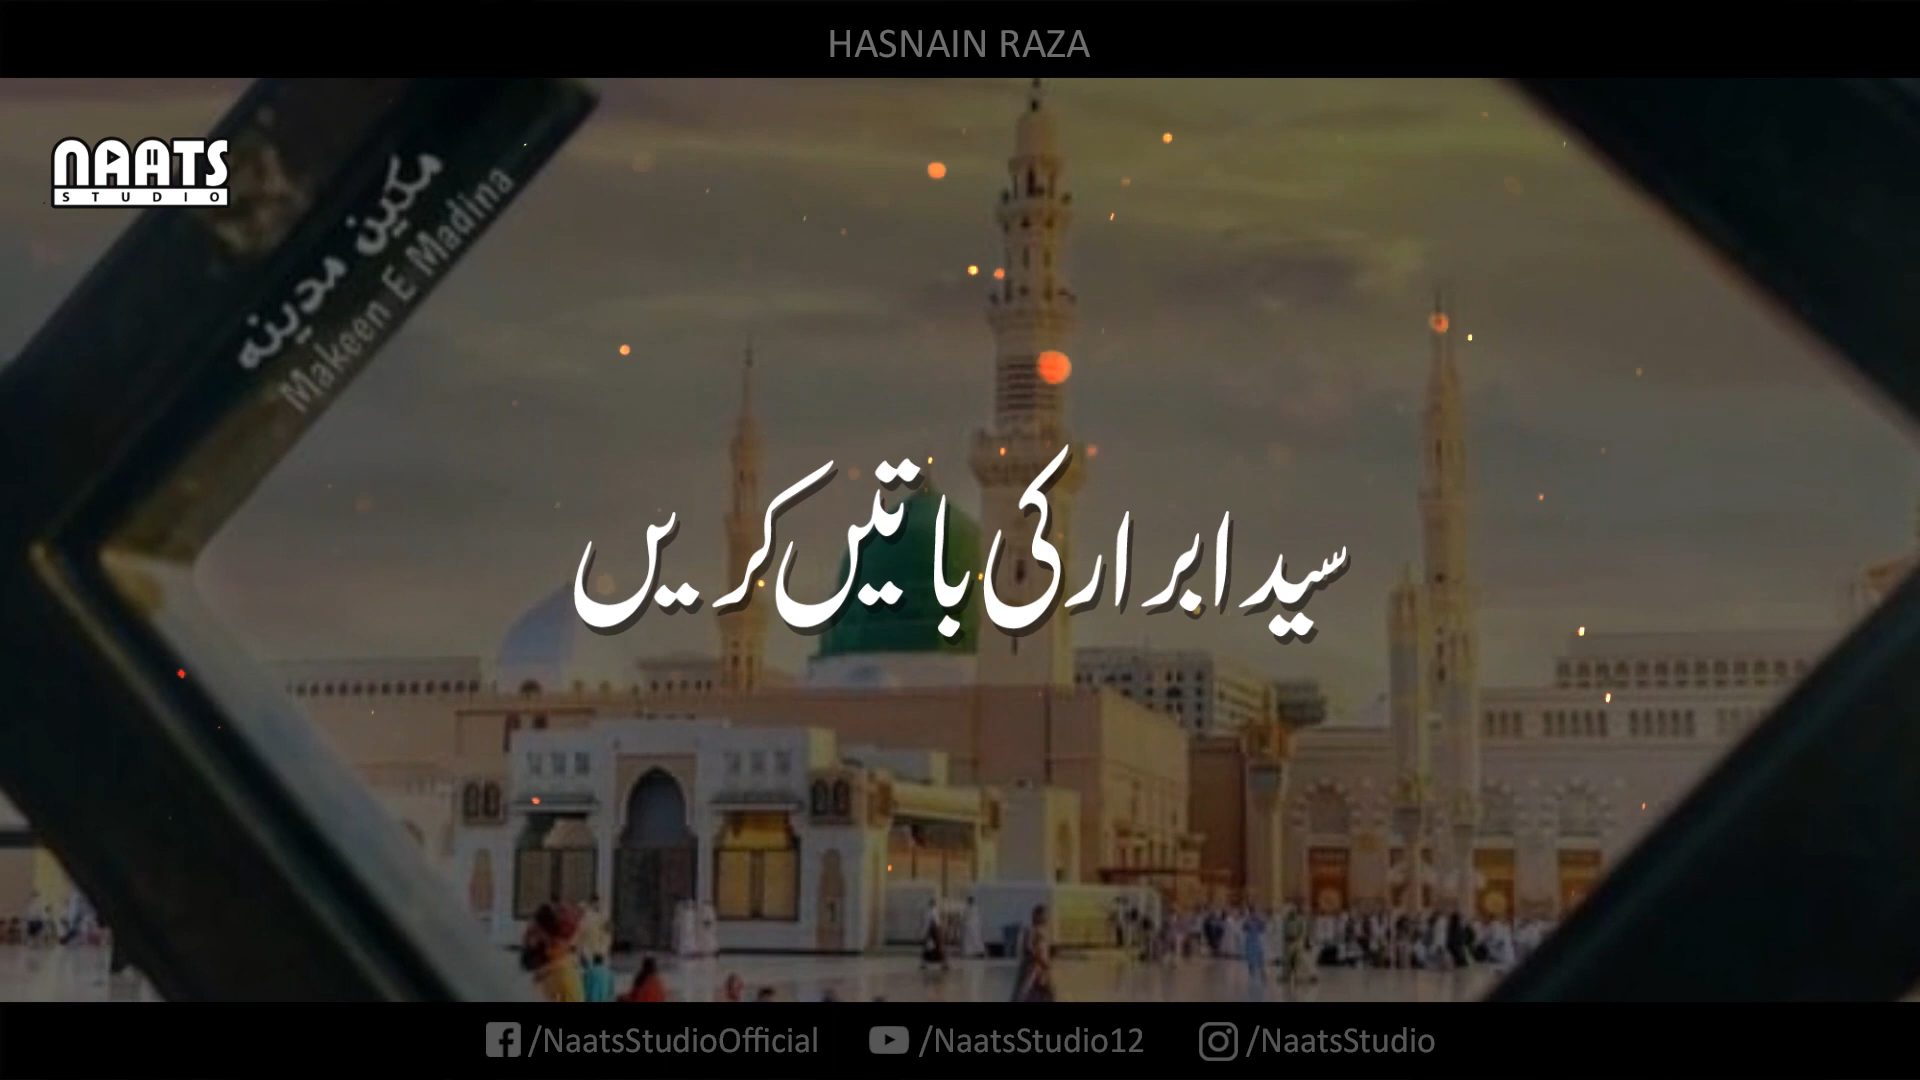 HASNAIN RAZA
NAATS
STUDIO
مکین مدینہ
Makeen E Madina
سید ابرار کی باتیں کریں
/NaatsStudioOfficial
/NaatsStudio12
/NaatsStudio